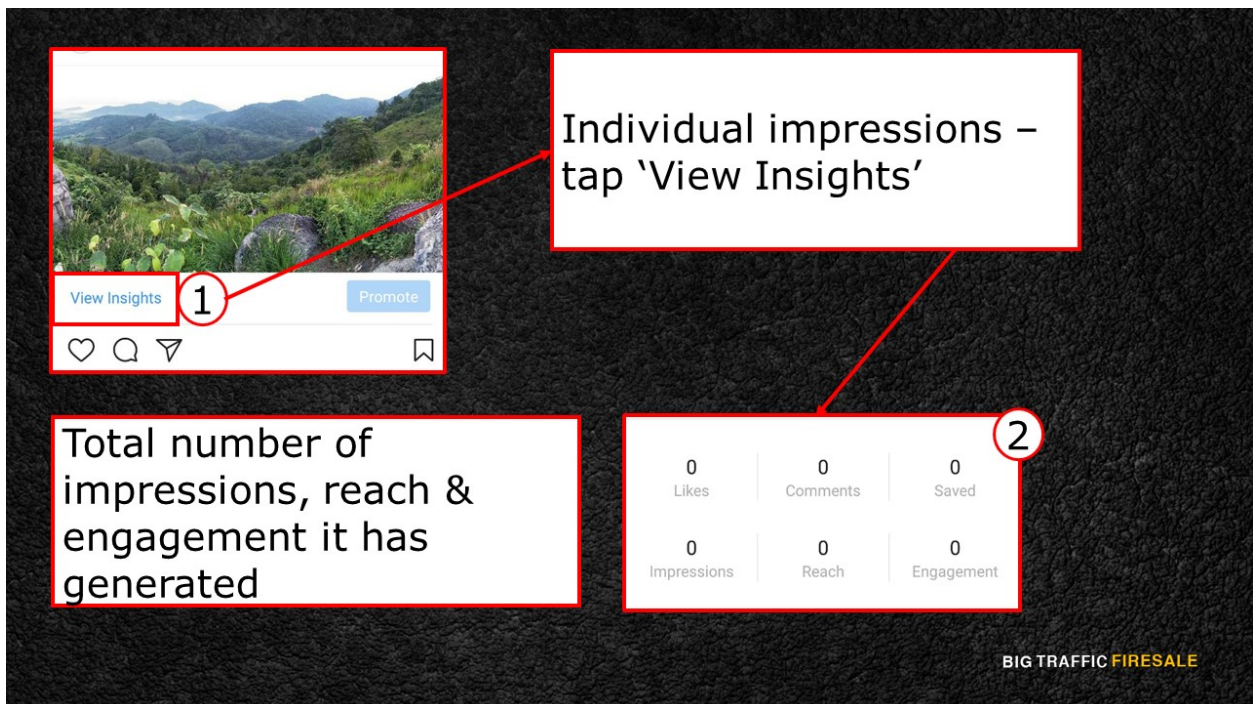 View Insights
1
Promote
Individual impressions –
tap ‘View Insights’
Total number of
impressions, reach &
engagement it has
generated
2
0 0 0
Likes Comments Saved
0 0 0
Impressions Reach Engagement
BIG TRAFFIC FIRESALE